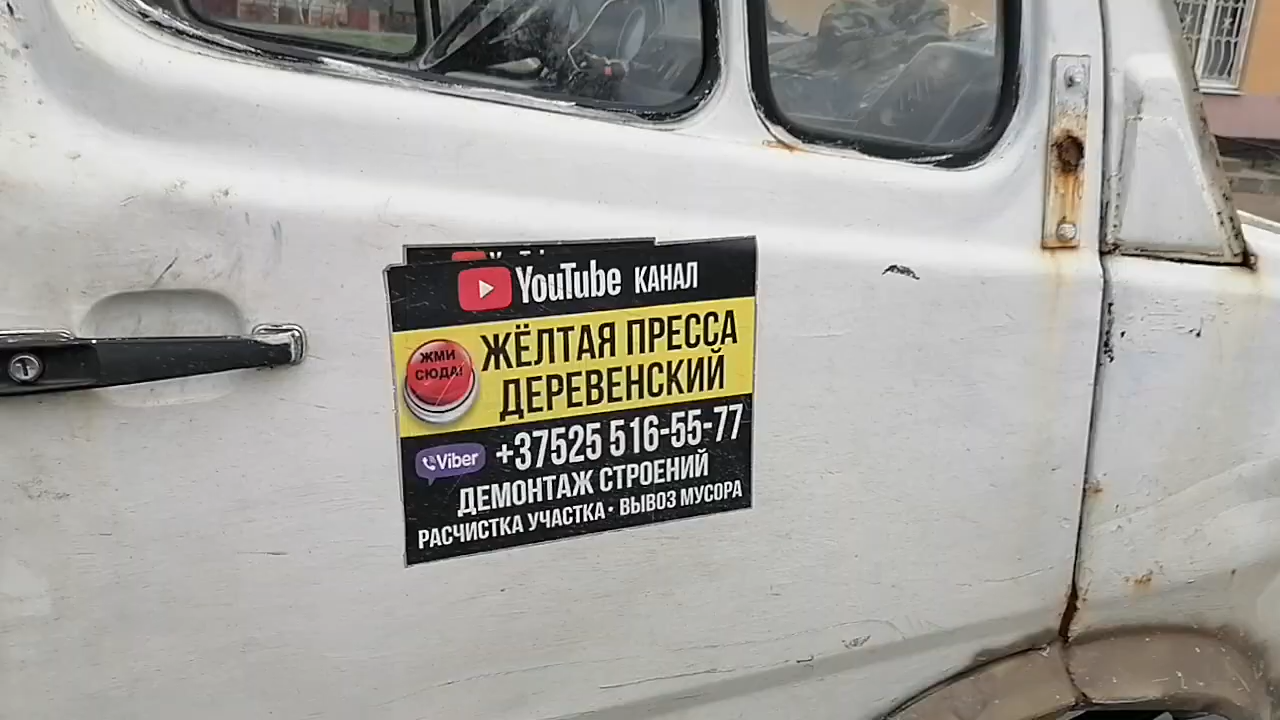 YouTube КАНАЛ
ЖМИ
СЮДА!
ЖЁЛТАЯ ПРЕССА
ДЕРЕВЕНСКИЙ
Viber +37525 516-55-77
ДЕМОНТАЖ СТРОЕНИЙ
РАСЧИСТКА УЧАСТКА • ВЫВОЗ МУСОРА